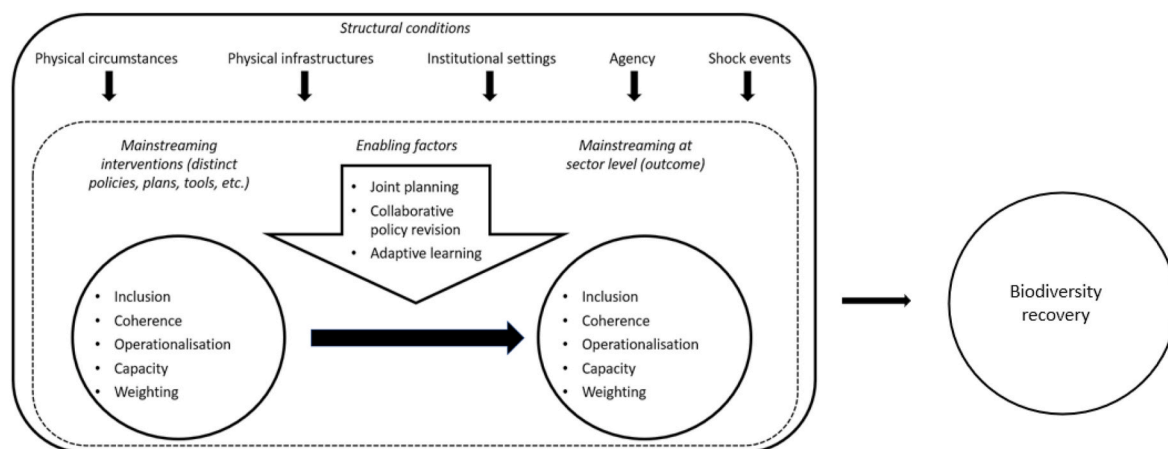 Structural conditions
Physical circumstances
Physical infrastructures
Institutional settings
Agency
Shock events
Mainstreaming
interventions (distinct
policies, plans, tools, etc.)
Enabling factors
Mainstreaming at
sector level (outcome)
• Joint planning
• Collaborative
policy revision
• Adaptive learning
• Inclusion
• Coherence
• Operationalisation
• Capacity
• Weighting
• Inclusion
• Coherence
• Operationalisation
• Capacity
• Weighting
Biodiversity
recovery